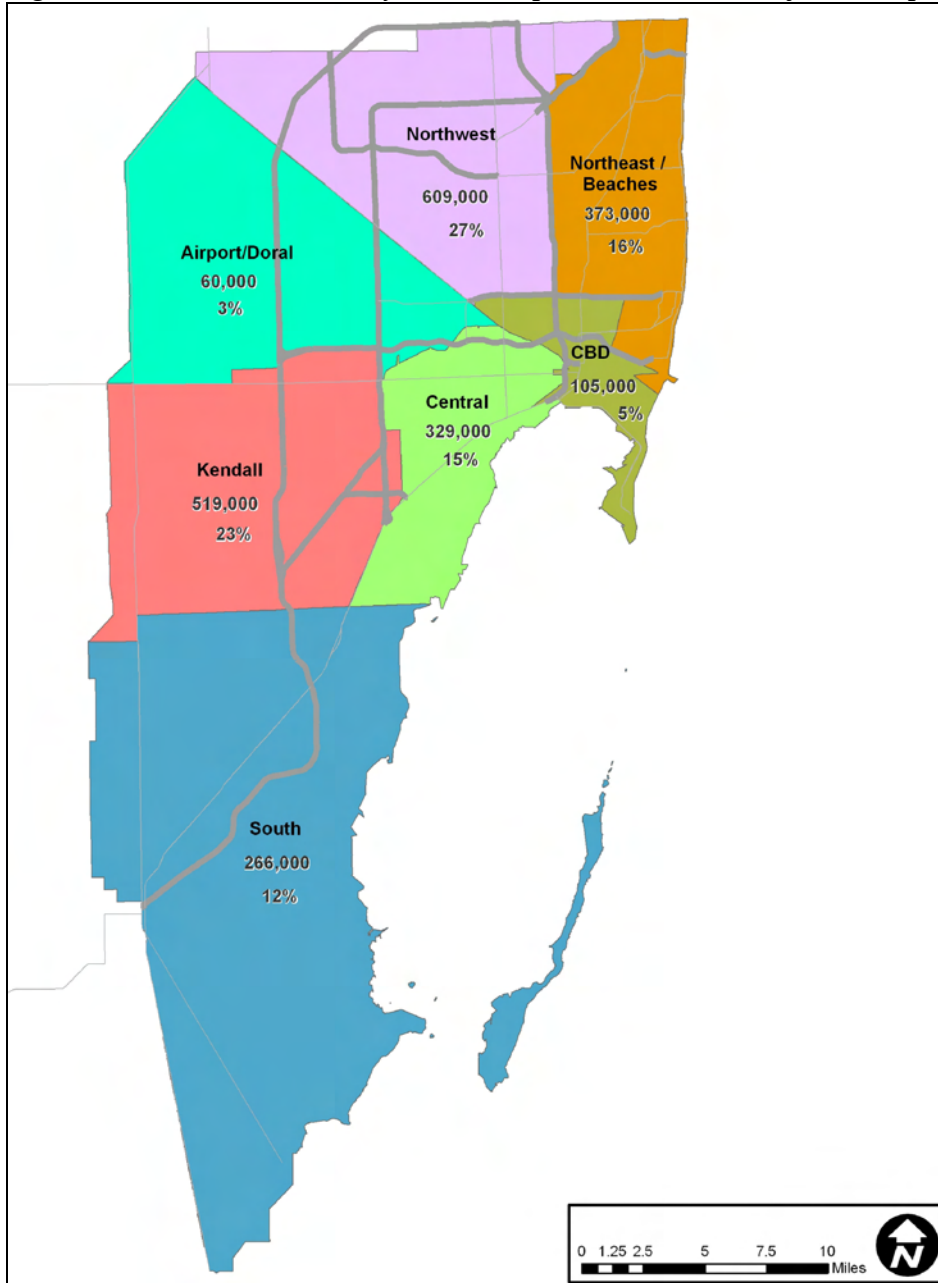 Northwest
609,000
27%
Northeast /
Beaches
373,000
16%
Airport/Doral
60,000
3%
CBD
105,000
5%
Central
329,000
15%
Kendall
519,000
23%
South
266,000
12%
0 1.25 2.5 5 7.5 10
Miles
N